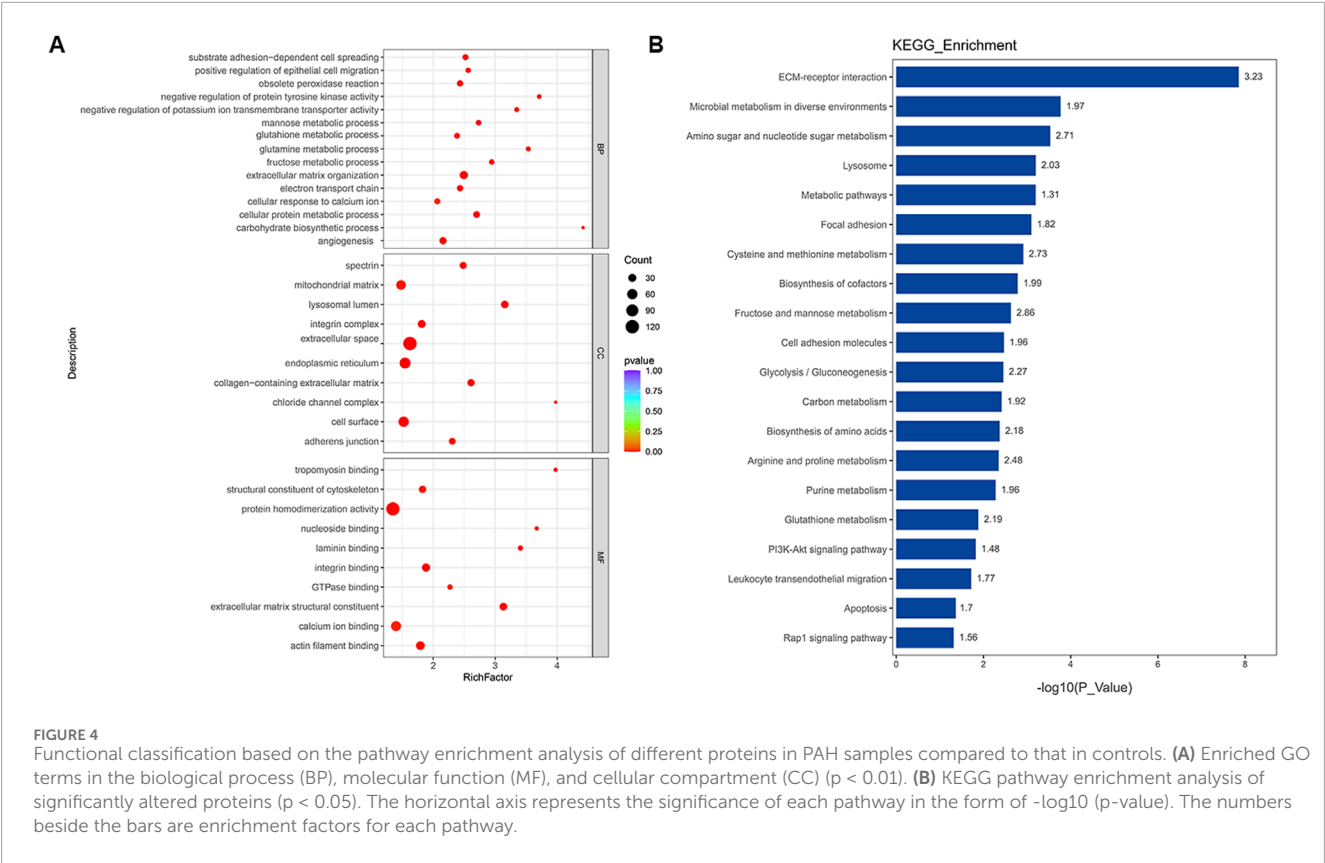 A
substrate adhesion−dependent cell spreading
positive regulation of epithelial cell migration
obsolete peroxidase reaction
negative regulation of protein tyrosine kinase activity
negative regulation of potassium ion transmembrane transporter activity
mannose metabolic process
glutathione metabolic process
glutamine metabolic process
fructose metabolic process
extracellular matrix organization
electron transport chain
cellular response to calcium ion
cellular protein metabolic process
carbohydrate biosynthetic process
angiogenesis
BP
spectrin
mitochondrial matrix
lysosomal lumen
integrin complex
extracellular space
endoplasmic reticulum
collagen−containing extracellular matrix
chloride channel complex
cell surface
adherens junction
CC
tropomyosin binding
structural constituent of cytoskeleton
protein homodimerization activity
nucleoside binding
laminin binding
integrin binding
GTPase binding
extracellular matrix structural constituent
calcium ion binding
actin filament binding
MF
2 3 4
RichFactor
Description
Count
30
60
90
120
pvalue
1.00
0.75
0.50
0.25
0.00
B
KEGG_Enrichment
ECM-receptor interaction 3.23
Microbial metabolism in diverse environments 1.97
Amino sugar and nucleotide sugar metabolism 2.71
Lysosome 2.03
Metabolic pathways 1.31
Focal adhesion 1.82
Cysteine and methionine metabolism 2.73
Biosynthesis of cofactors 1.99
Fructose and mannose metabolism 2.86
Cell adhesion molecules 1.96
Glycolysis / Gluconeogenesis 2.27
Carbon metabolism 1.92
Biosynthesis of amino acids 2.18
Arginine and proline metabolism 2.48
Purine metabolism 1.96
Glutathione metabolism 2.19
PI3K-Akt signaling pathway 1.48
Leukocyte transendothelial migration 1.77
Apoptosis 1.7
Rap1 signaling pathway 1.56
0 2 4 6 8
-log10(P_Value)
FIGURE 4
Functional classification based on the pathway enrichment analysis of different proteins in PAH samples compared to that in controls. (A) Enriched GO
terms in the biological process (BP), molecular function (MF), and cellular compartment (CC) (p < 0.01). (B) KEGG pathway enrichment analysis of
significantly altered proteins (p < 0.05). The horizontal axis represents the significance of each pathway in the form of -log10 (p-value). The numbers
beside the bars are enrichment factors for each pathway.